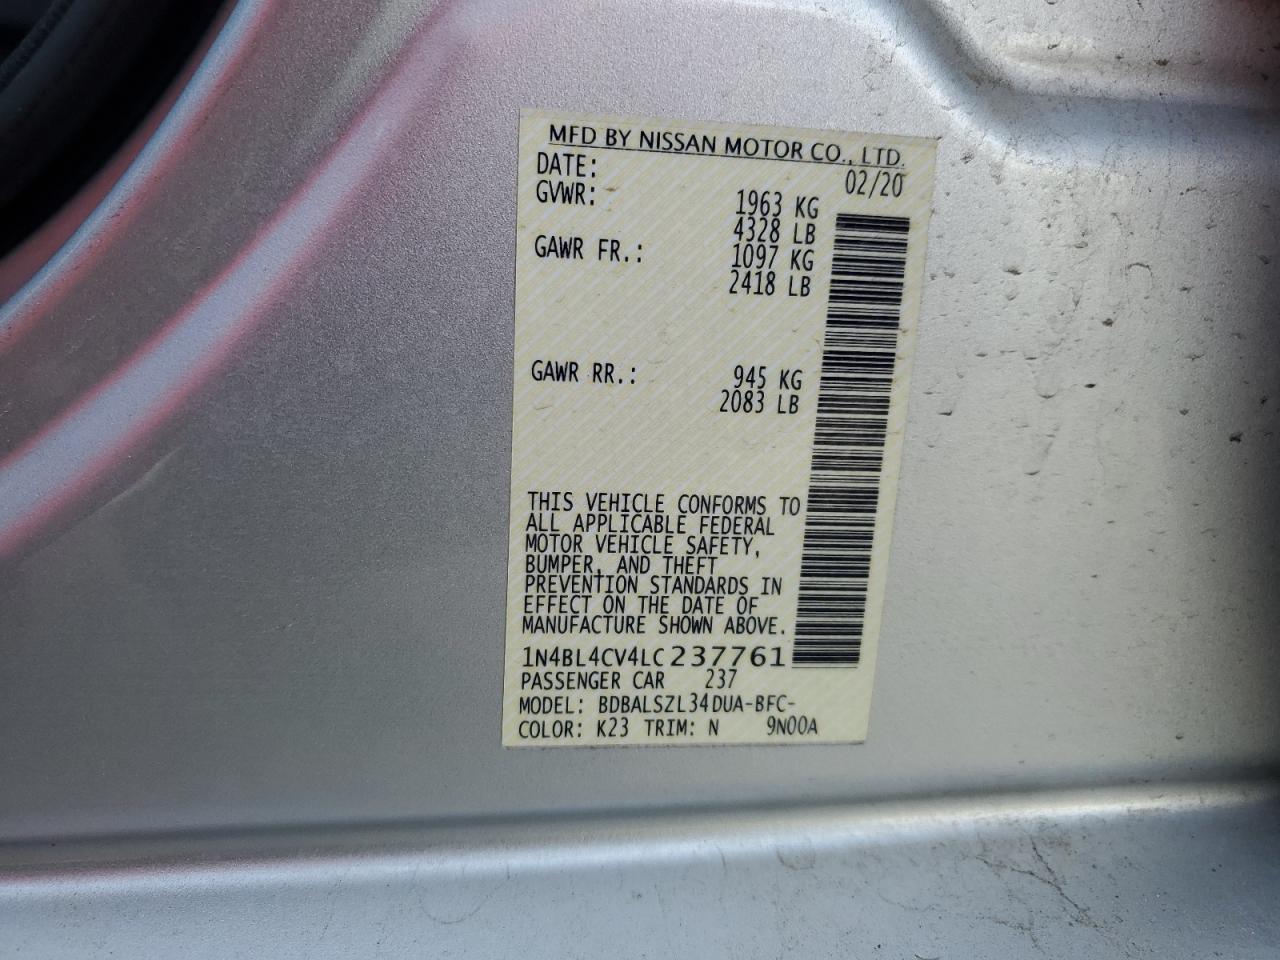 MFD BY NISSAN MOTOR CO., LTD.
DATE: 02/20
GVWR: 1963 KG
4328 LB
GAWR FR.: 1097 KG
2418 LB
GAWR RR.: 945 KG
2083 LB
THIS VEHICLE CONFORMS TO
ALL APPLICABLE FEDERAL
MOTOR VEHICLE SAFETY,
BUMPER, AND THEFT
PREVENTION STANDARDS IN
EFFECT ON THE DATE OF
MANUFACTURE SHOWN ABOVE.
1N4BL4CV4LC237761
PASSENGER CAR 237
MODEL: BDBALSZL34DUA-BFC-
COLOR: K23 TRIM: N 9N00A